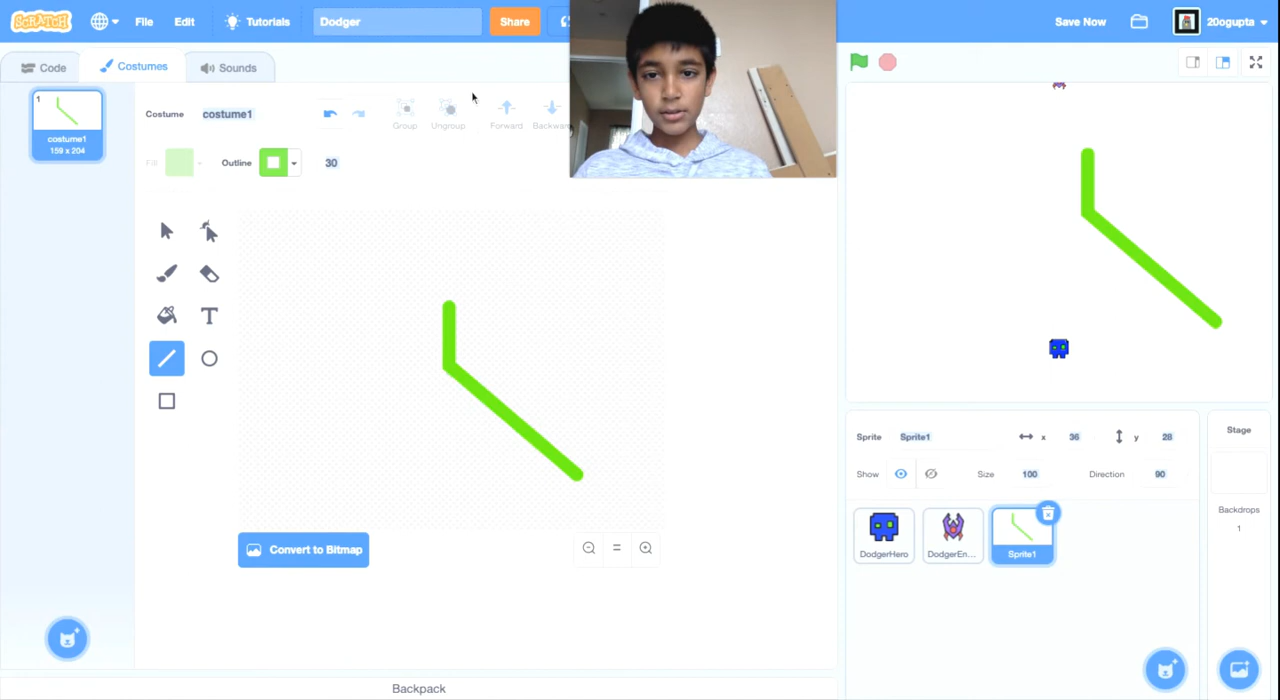 SCRATCH File Edit Tutorials Dodger Share Save Now 20ogupta
Code Costumes Sounds
1
costume1
159 x 204
Costume costume1 Group Ungroup Forward
Fill Outline 30
T
Convert to Bitmap
Backpack
Sprite Sprite1 x 36 y 28
Show Size 100 Direction 90
DodgerHero DodgerEn... Sprite1
Stage
Backdrops
1